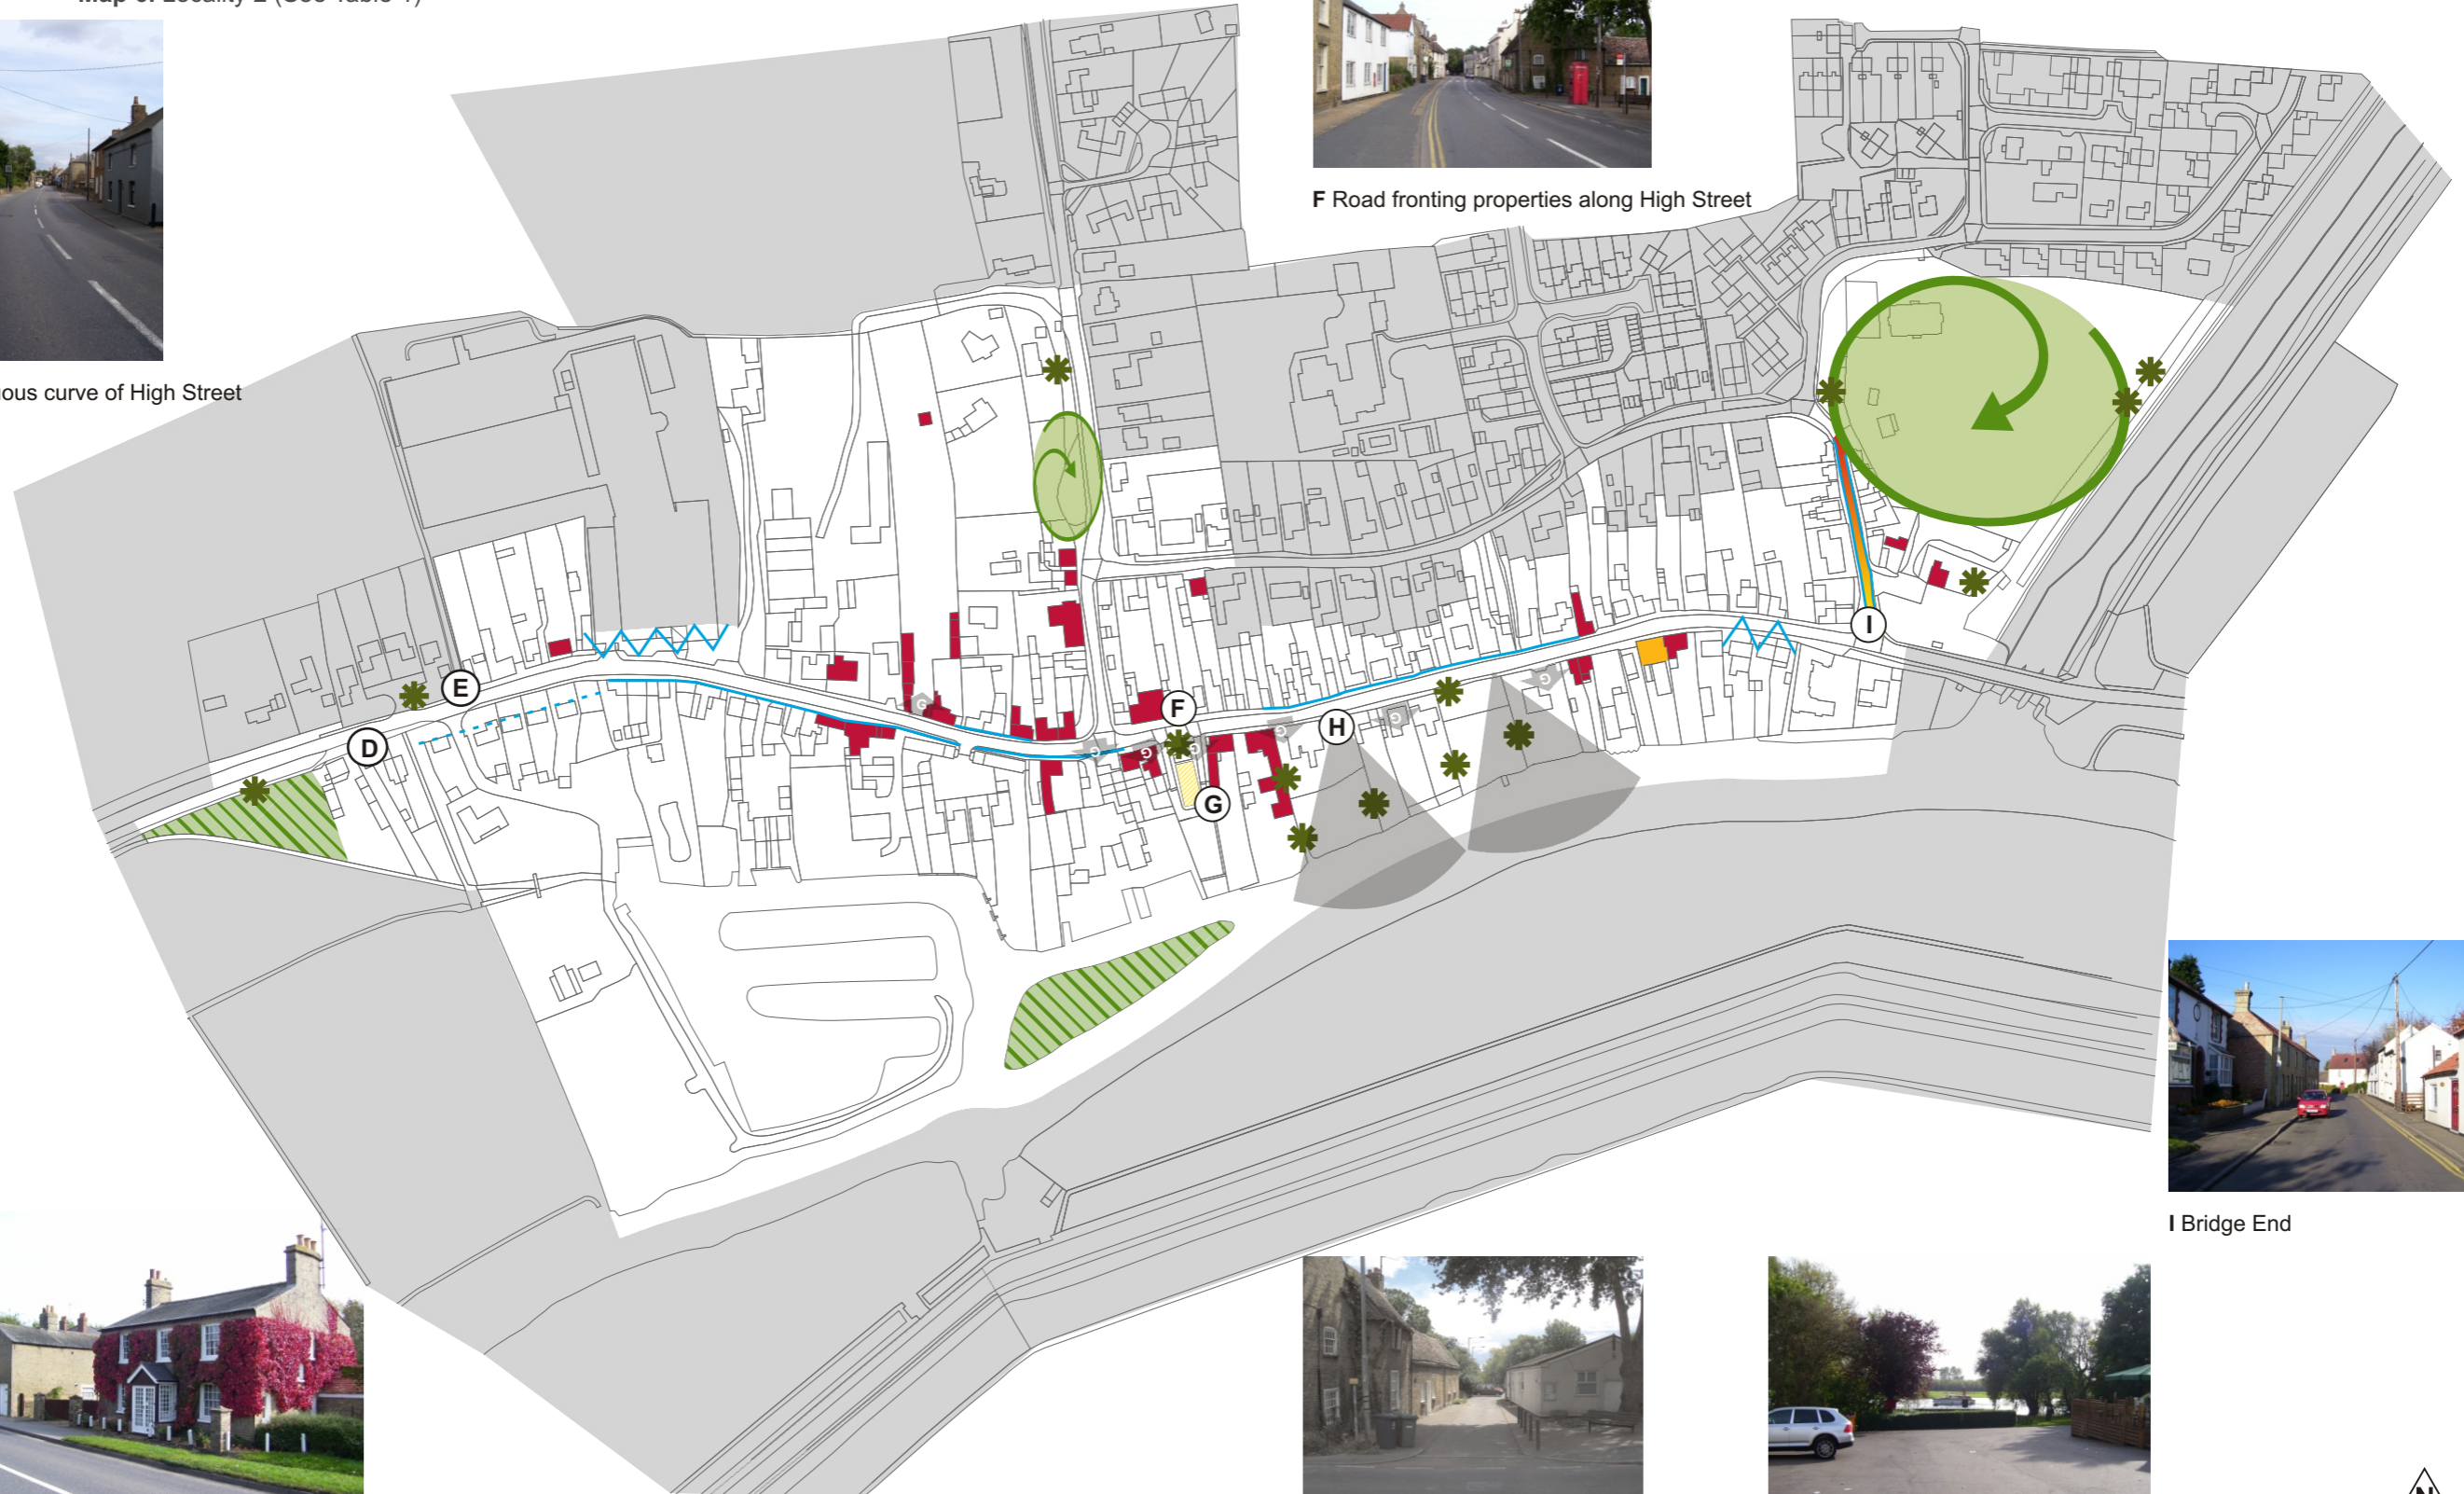 F Road fronting properties along High Street
ous curve of High Street
E
D
F
H
G
I
G
G
G
G
G
G
G
I Bridge End
N